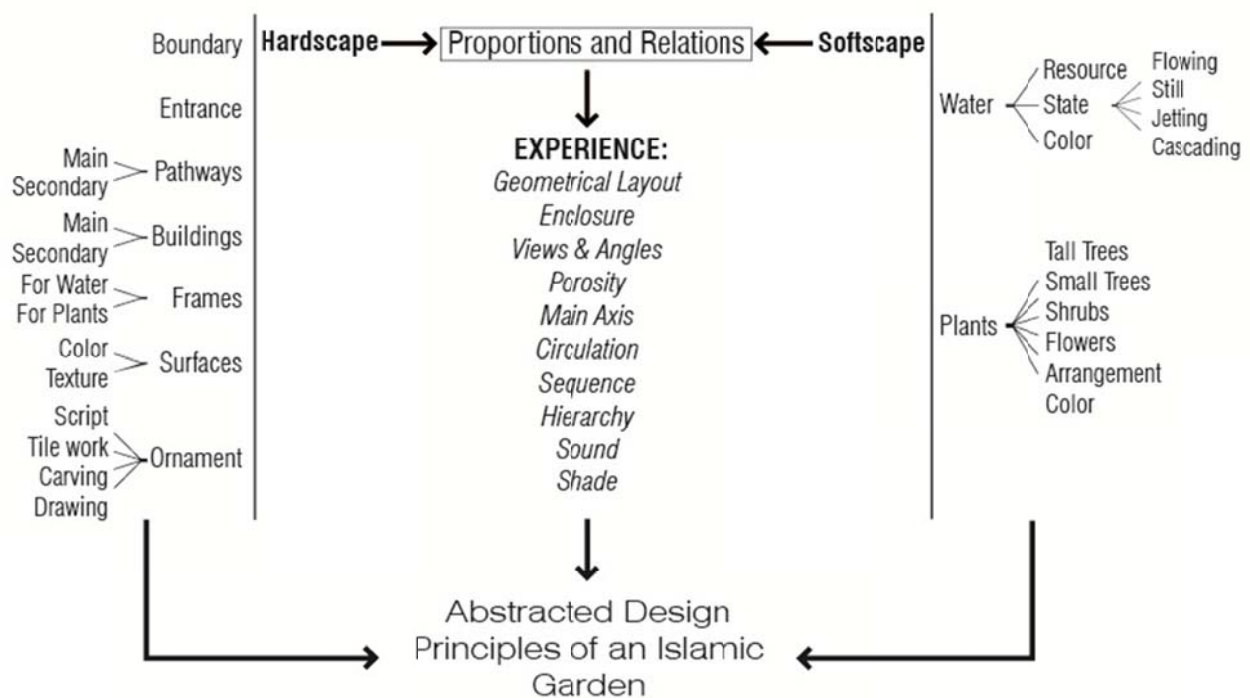 Hardscape
Proportions and Relations
Softscape
Boundary
Entrance
Main
Secondary
Pathways
Main
Secondary
Buildings
For Water
For Plants
Frames
Color
Texture
Surfaces
Script
Tile work
Carving
Drawing
Ornament
EXPERIENCE:
Geometrical Layout
Enclosure
Views & Angles
Porosity
Main Axis
Circulation
Sequence
Hierarchy
Sound
Shade
Water
Resource
State
Color
Flowing
Still
Jetting
Cascading
Plants
Tall Trees
Small Trees
Shrubs
Flowers
Arrangement
Color
Abstracted Design
Principles of an Islamic
Garden